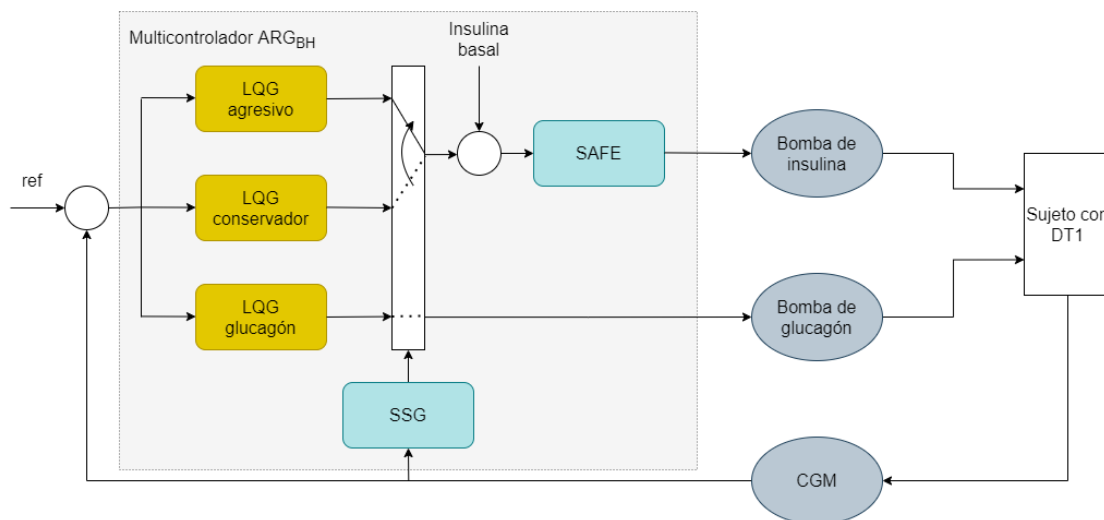 Multicontrolador ARG_BH
Insulina
basal
LQG
agresivo
SAFE
Bomba de
insulina
ref
LQG
conservador
Sujeto con
DT1
LQG
glucagón
Bomba de
glucagón
SSG
CGM